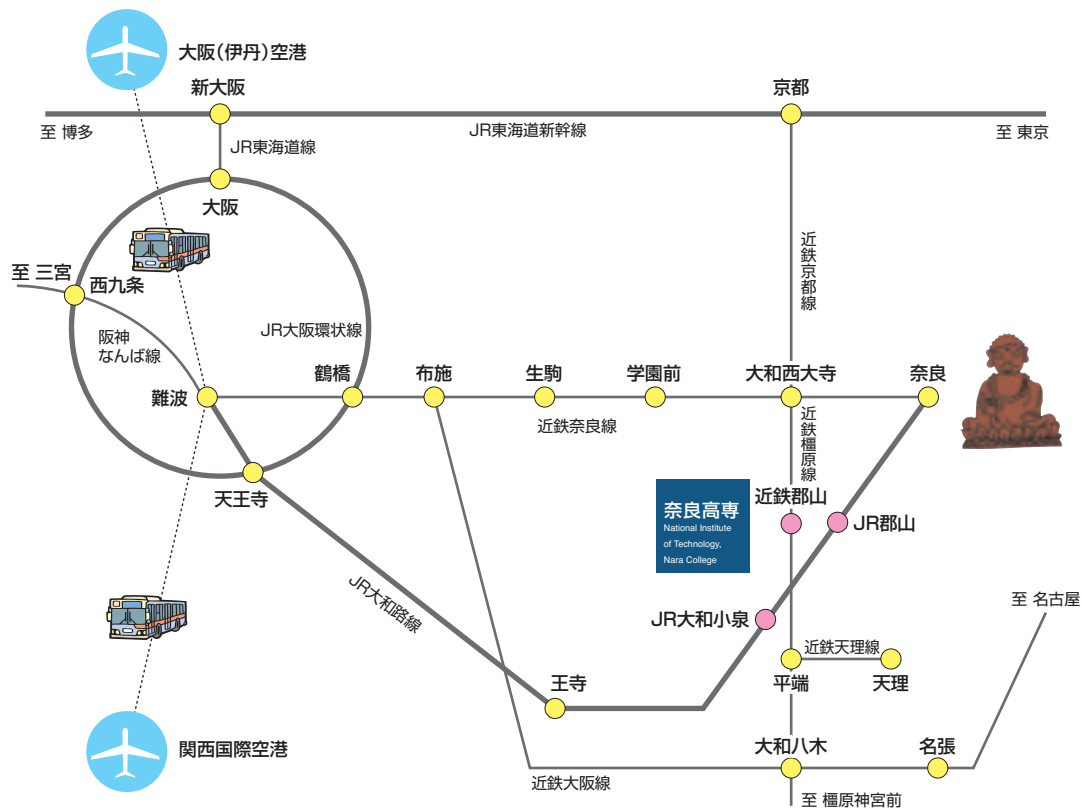 大阪（伊丹）空港
新大阪
京都
至 博多
JR東海道新幹線
至 東京
JR東海道線
大阪
近鉄京都線
至 三宮
西九条
阪神
なんば線
JR大阪環状線
鶴橋
布施
生駒
学園前
大和西大寺
奈良
難波
近鉄奈良線
近鉄橿原線
天王寺
近鉄郡山
奈良高専
National Institute
of Technology,
Nara College
JR郡山
JR大和路線
至 名古屋
JR大和小泉
近鉄天理線
王寺
平端
天理
関西国際空港
大和八木
名張
近鉄大阪線
至 橿原神宮前